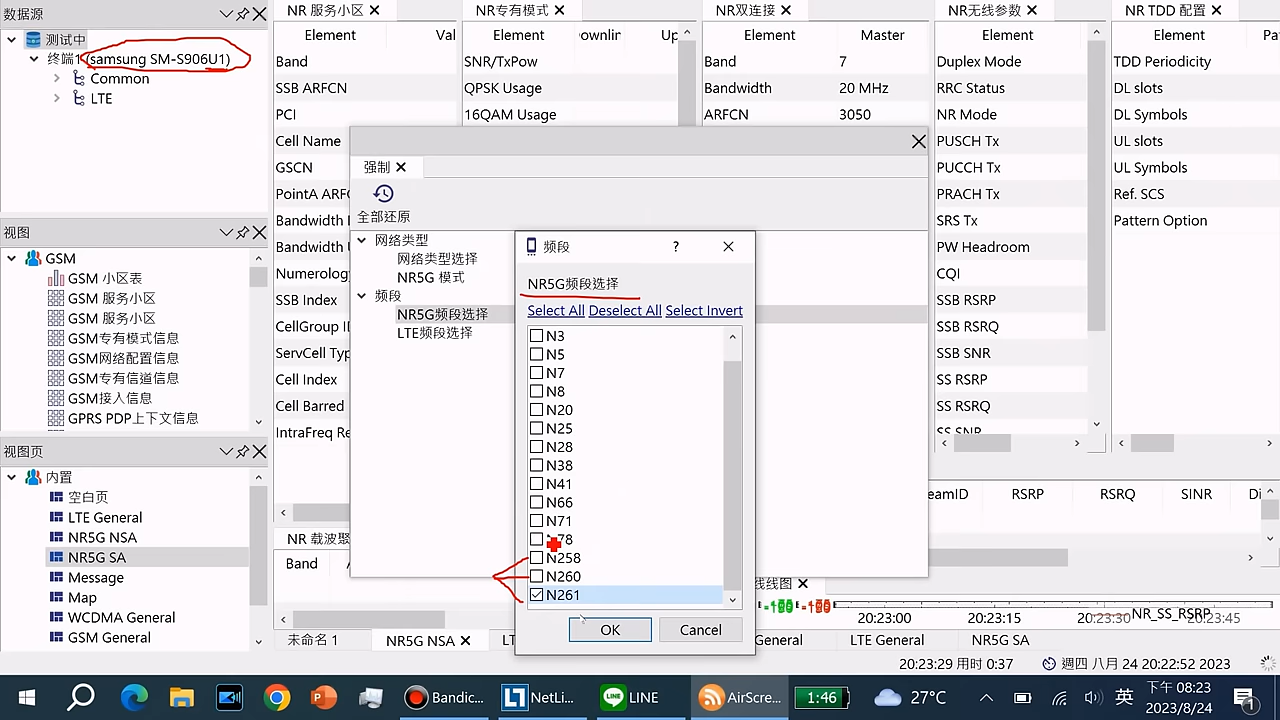 数据源
测试中
终端1 (samsung SM-S906U1)
Common
LTE
视图
GSM
GSM 小区表
GSM 服务小区
GSM 服务小区
GSM专有模式信息
GSM网络配置信息
GSM专有信道信息
GSM接入信息
GPRS PDP上下文信息
视图页
内置
空白页
LTE General
NR5G NSA
NR5G SA
Message
Map
WCDMA General
GSM General
NR 服务小区
Element Val
Band
SSB ARFCN
PCI
Cell Name
GSCN
PointA ARFC
Bandwidth
Bandwidth
Numerolog
SSB Index
CellGroup I
ServCell Typ
Cell Index
Cell Barred
IntraFreq Re
NR专有模式
Element ownlin Up
SNR/TxPow
QPSK Usage
16QAM Usage
NR双连接
Element Master
Band 7
Bandwidth 20 MHz
ARFCN 3050
NR无线参数
Element
Duplex Mode
RRC Status
NR Mode
PUSCH Tx
PUCCH Tx
PRACH Tx
SRS Tx
PW Headroom
CQI
SSB RSRP
SSB RSRQ
SSB SNR
SS RSRP
SS RSRQ
SS SNR
NR TDD 配置
Element Pa
TDD Periodicity
DL slots
DL Symbols
UL slots
UL Symbols
Ref. SCS
Pattern Option
强制
全部还原
网络类型
网络类型选择
NR5G 模式
频段
NR5G频段选择
LTE频段选择
频段
?
NR5G频段选择
Select All Deselect All Select Invert
N3
N5
N7
N8
N20
N25
N28
N38
N41
N66
N71
78
N258
N260
N261
OK Cancel
NR 载波聚
Band
eamID RSRP RSRQ SINR Di
线图
20:23:00 20:23:15 20:23:30 NR_SS_RSRP 20:23:45
未命名 1 NR5G NSA LT General LTE General NR5G SA
20:23:29 用时 0:37 週四 八月 24 20:22:52 2023
Bandic... NetLi... LINE AirScre... 1:46 27°C 英 下午 08:23
2023/8/24
1